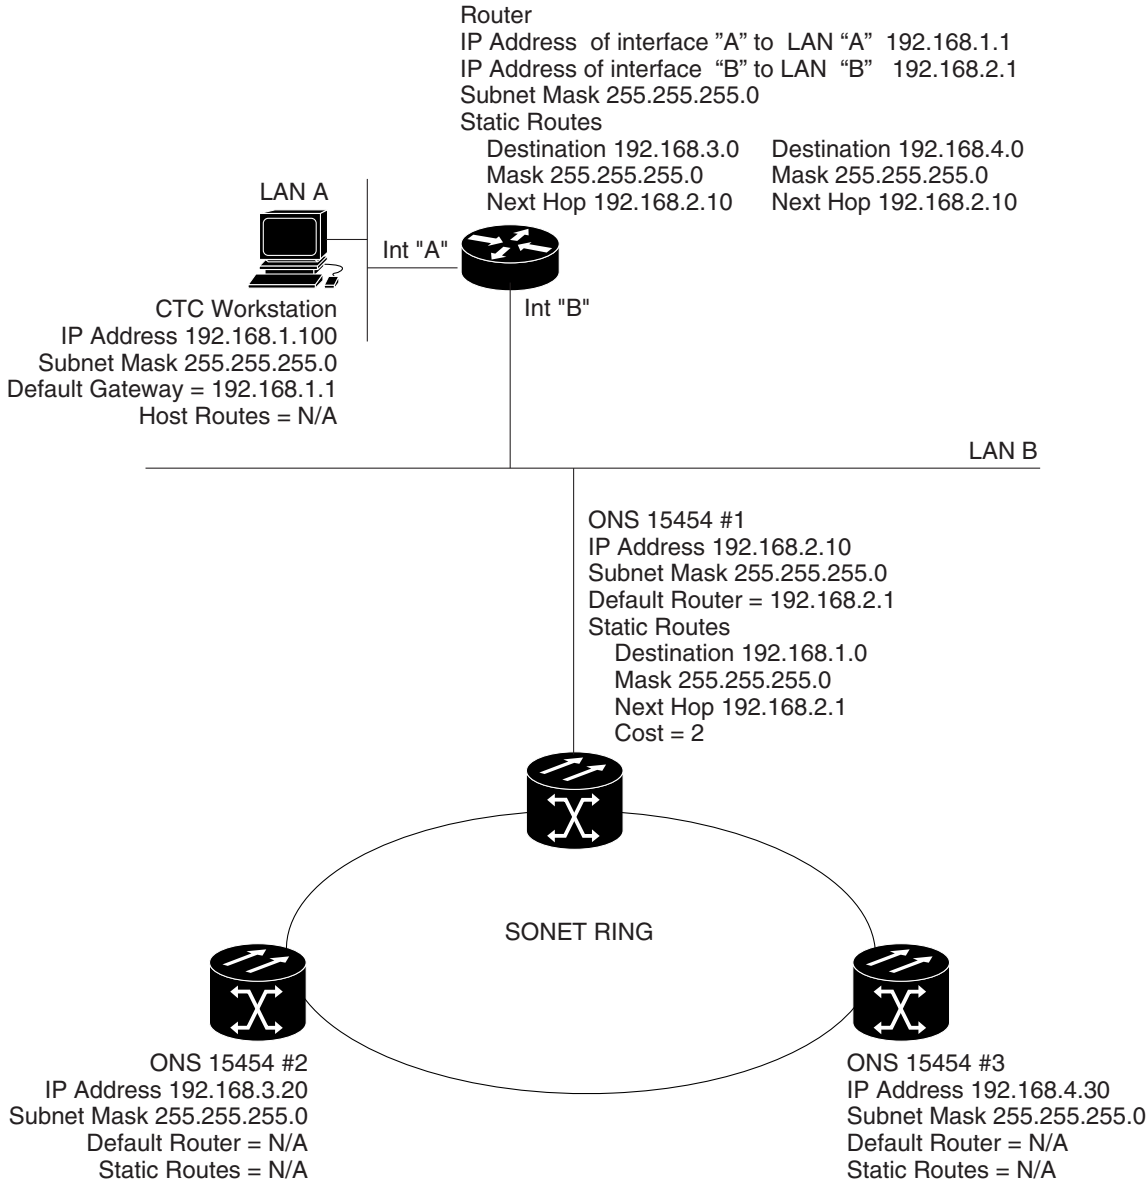 Router
IP Address of interface ”A” to LAN “A” 192.168.1.1
IP Address of interface “B” to LAN “B” 192.168.2.1
Subnet Mask 255.255.255.0
Static Routes
Destination 192.168.3.0 Destination 192.168.4.0
Mask 255.255.255.0 Mask 255.255.255.0
Next Hop 192.168.2.10 Next Hop 192.168.2.10
LAN A
Int "A"
Int "B"
CTC Workstation
IP Address 192.168.1.100
Subnet Mask 255.255.255.0
Default Gateway = 192.168.1.1
Host Routes = N/A
LAN B
ONS 15454 #1
IP Address 192.168.2.10
Subnet Mask 255.255.255.0
Default Router = 192.168.2.1
Static Routes
Destination 192.168.1.0
Mask 255.255.255.0
Next Hop 192.168.2.1
Cost = 2
SONET RING
ONS 15454 #2
IP Address 192.168.3.20
Subnet Mask 255.255.255.0
Default Router = N/A
Static Routes = N/A
ONS 15454 #3
IP Address 192.168.4.30
Subnet Mask 255.255.255.0
Default Router = N/A
Static Routes = N/A